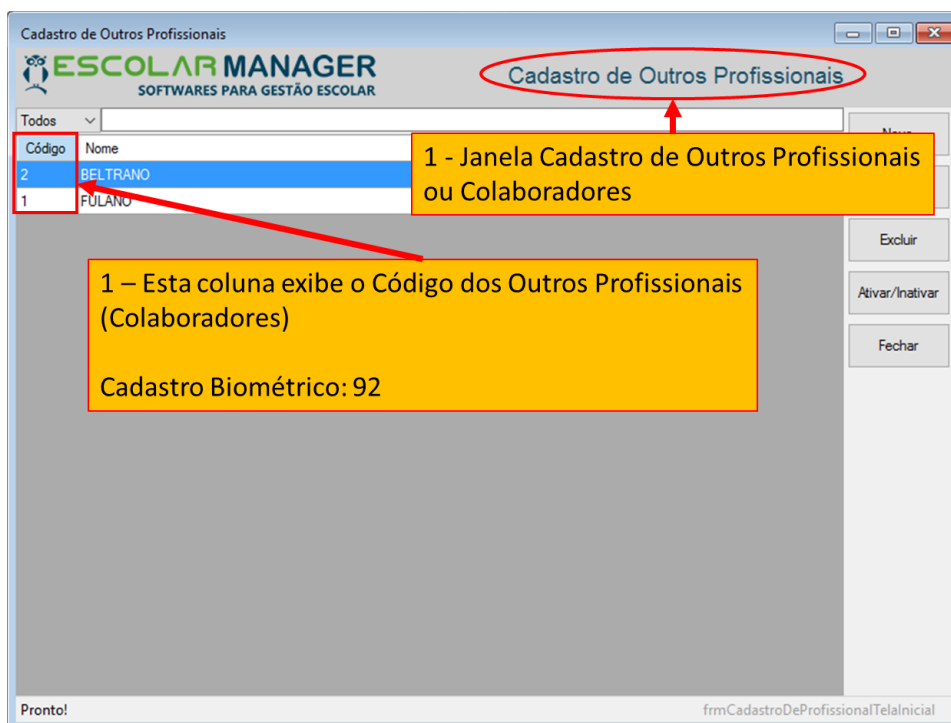 Cadastro de Outros Profissionais
ESCOLAR MANAGER
SOFTWARES PARA GESTÃO ESCOLAR
Cadastro de Outros Profissionais
Todos
Código Nome
2 BELTRANO
1 FULANO
1 - Janela Cadastro de Outros Profissionais
ou Colaboradores
Excluir
Ativar/Inativar
Fechar
1 – Esta coluna exibe o Código dos Outros Profissionais
(Colaboradores)
Cadastro Biométrico: 92
Pronto!
frmCadastroDeProfissionalTelaInicial